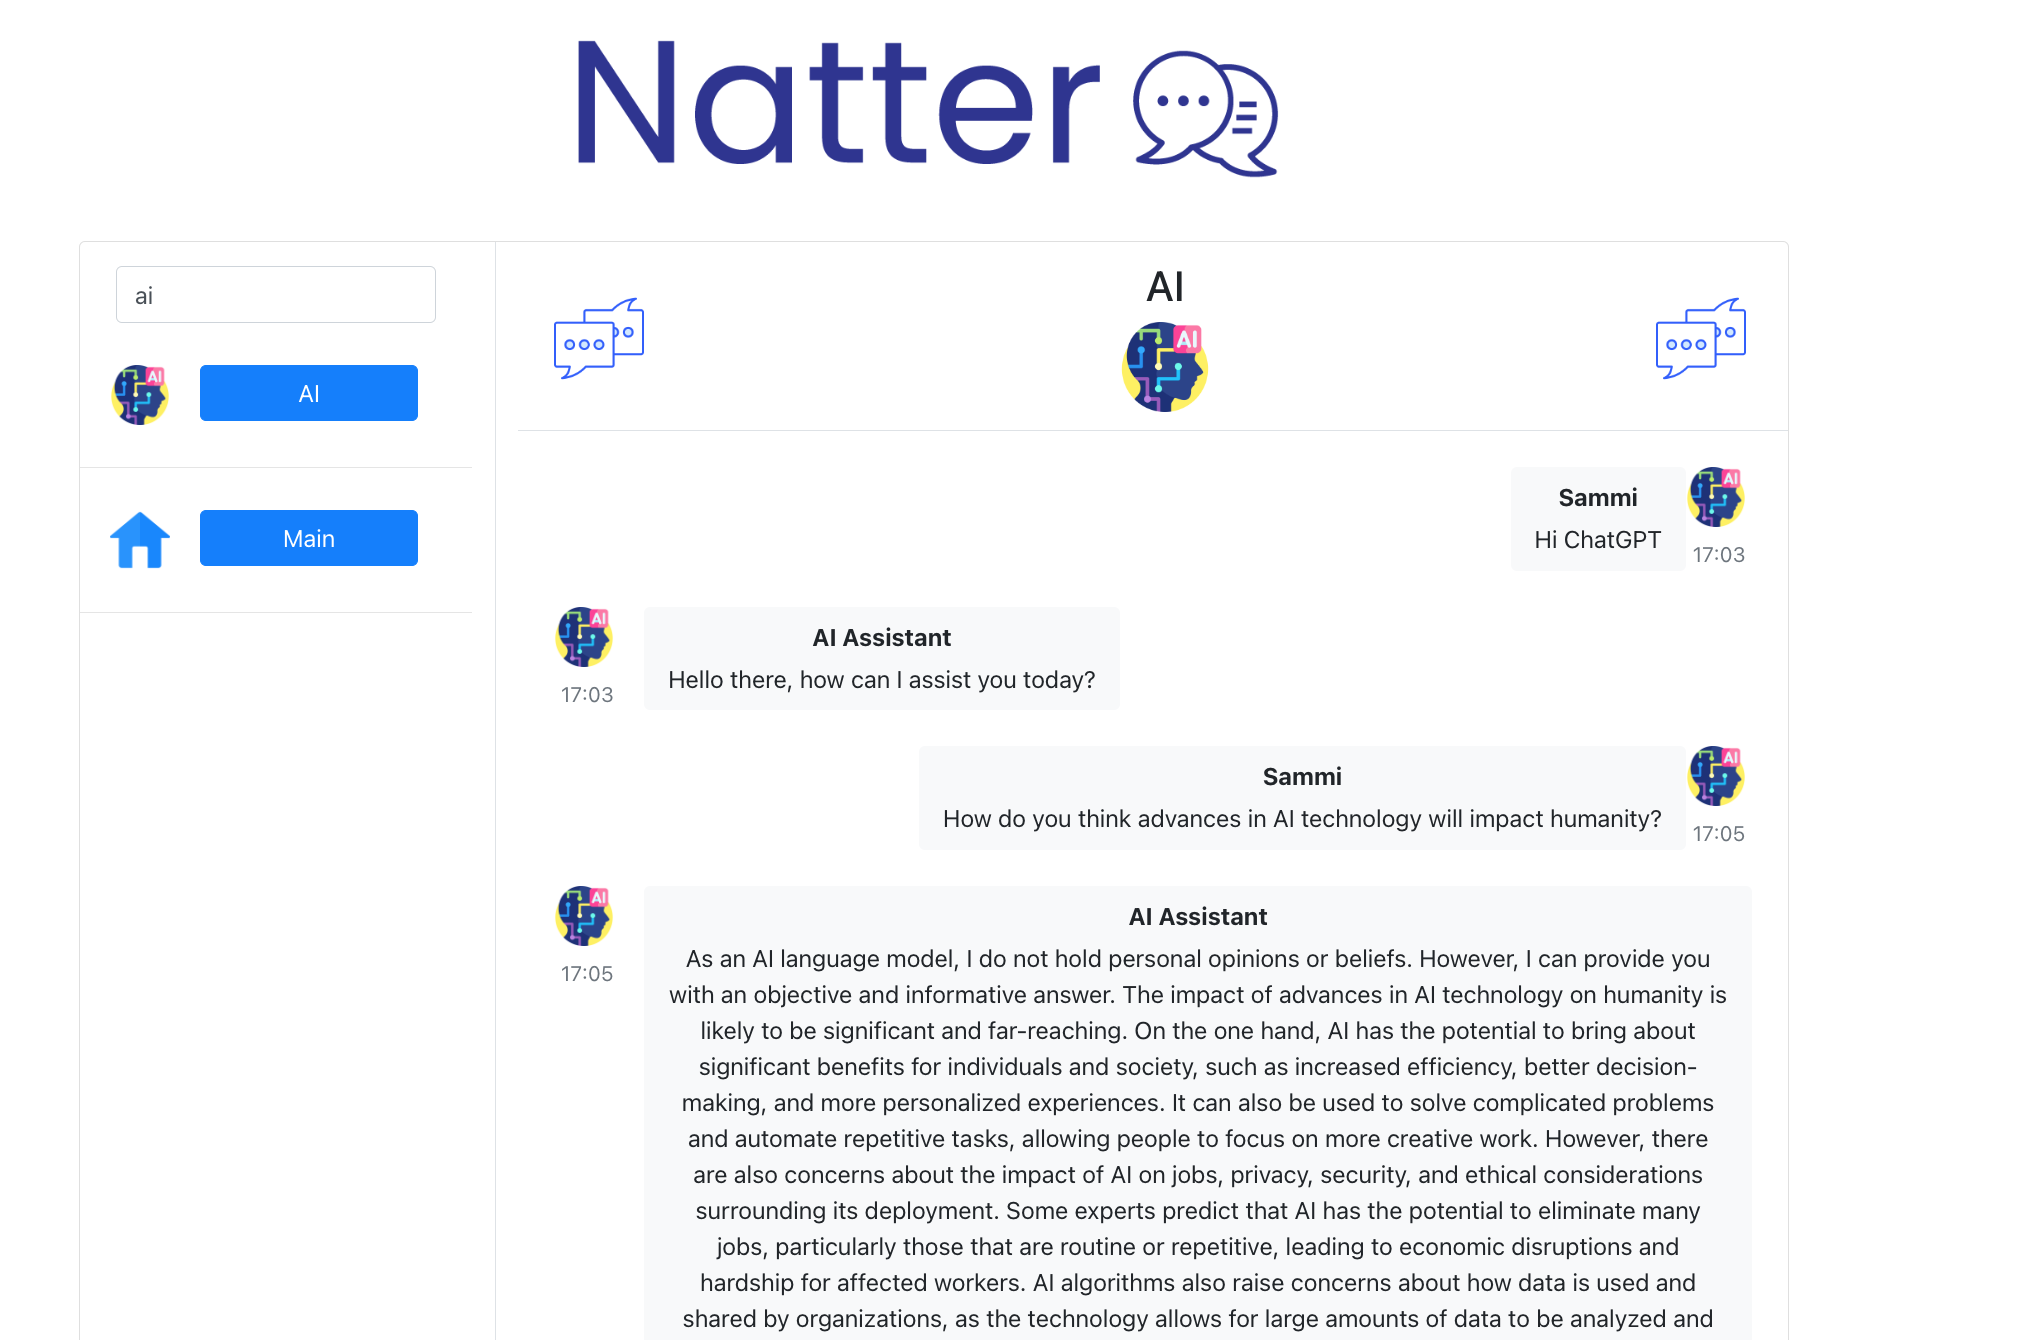 Natter
ai
AI
AI
Main
AI
AI
Sammi
AI
Hi ChatGPT
17:03
AI
AI Assistant
Hello there, how can I assist you today?
17:03
Sammi
AI
How do you think advances in AI technology will impact humanity?
17:05
AI
AI Assistant
17:05
As an AI language model, I do not hold personal opinions or beliefs. However, I can provide you
with an objective and informative answer. The impact of advances in AI technology on humanity is
likely to be significant and far-reaching. On the one hand, AI has the potential to bring about
significant benefits for individuals and society, such as increased efficiency, better decision-
making, and more personalized experiences. It can also be used to solve complicated problems
and automate repetitive tasks, allowing people to focus on more creative work. However, there
are also concerns about the impact of AI on jobs, privacy, security, and ethical considerations
surrounding its deployment. Some experts predict that AI has the potential to eliminate many
jobs, particularly those that are routine or repetitive, leading to economic disruptions and
hardship for affected workers. AI algorithms also raise concerns about how data is used and
shared by organizations, as the technology allows for large amounts of data to be analyzed and